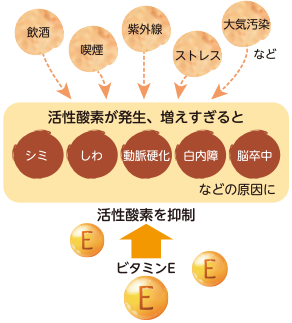 飲酒
喫煙
紫外線
ストレス
大気汚染
など
活性酸素が発生、増えすぎると
シミ
しわ
動脈硬化
白内障
脳卒中
などの原因に
活性酸素を抑制
E
ビタミンE
E
E